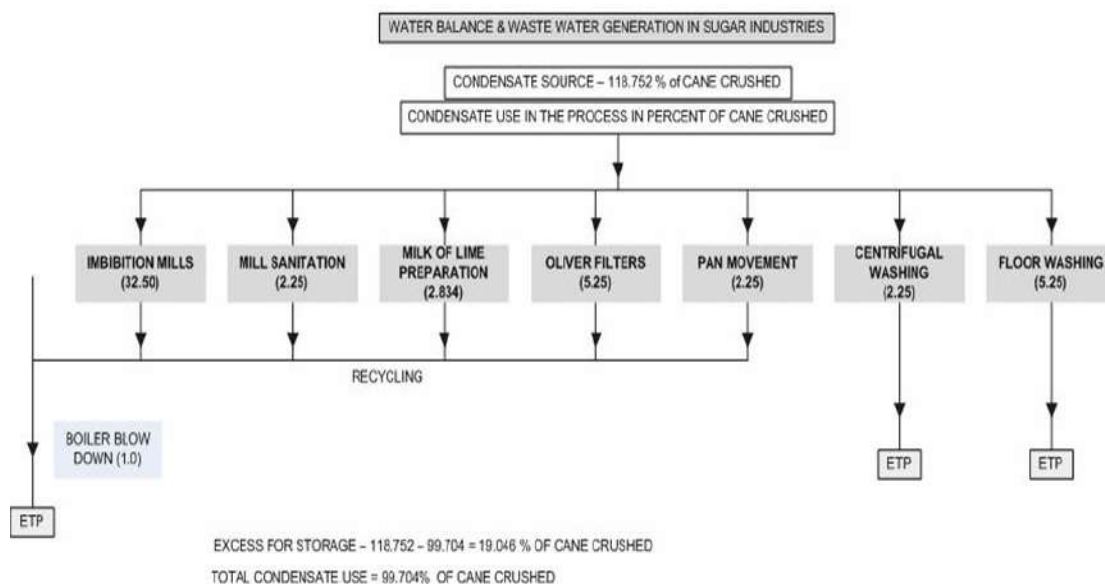 WATER BALANCE & WASTE WATER GENERATION IN SUGAR INDUSTRIES
CONDENSATE SOURCE – 118.752 % of CANE CRUSHED
CONDENSATE USE IN THE PROCESS IN PERCENT OF CANE CRUSHED
IMBIBITION MILLS
(32.50)
MILL SANITATION
(2.25)
MILK OF LIME
PREPARATION
(2.834)
OLIVER FILTERS
(5.25)
PAN MOVEMENT
(2.25)
CENTRIFUGAL
WASHING
(2.25)
FLOOR WASHING
(5.25)
RECYCLING
BOILER BLOW
DOWN (1.0)
ETP
ETP
ETP
EXCESS FOR STORAGE – 118.752 – 99.704 = 19.046 % OF CANE CRUSHED
TOTAL CONDENSATE USE = 99.704% OF CANE CRUSHED